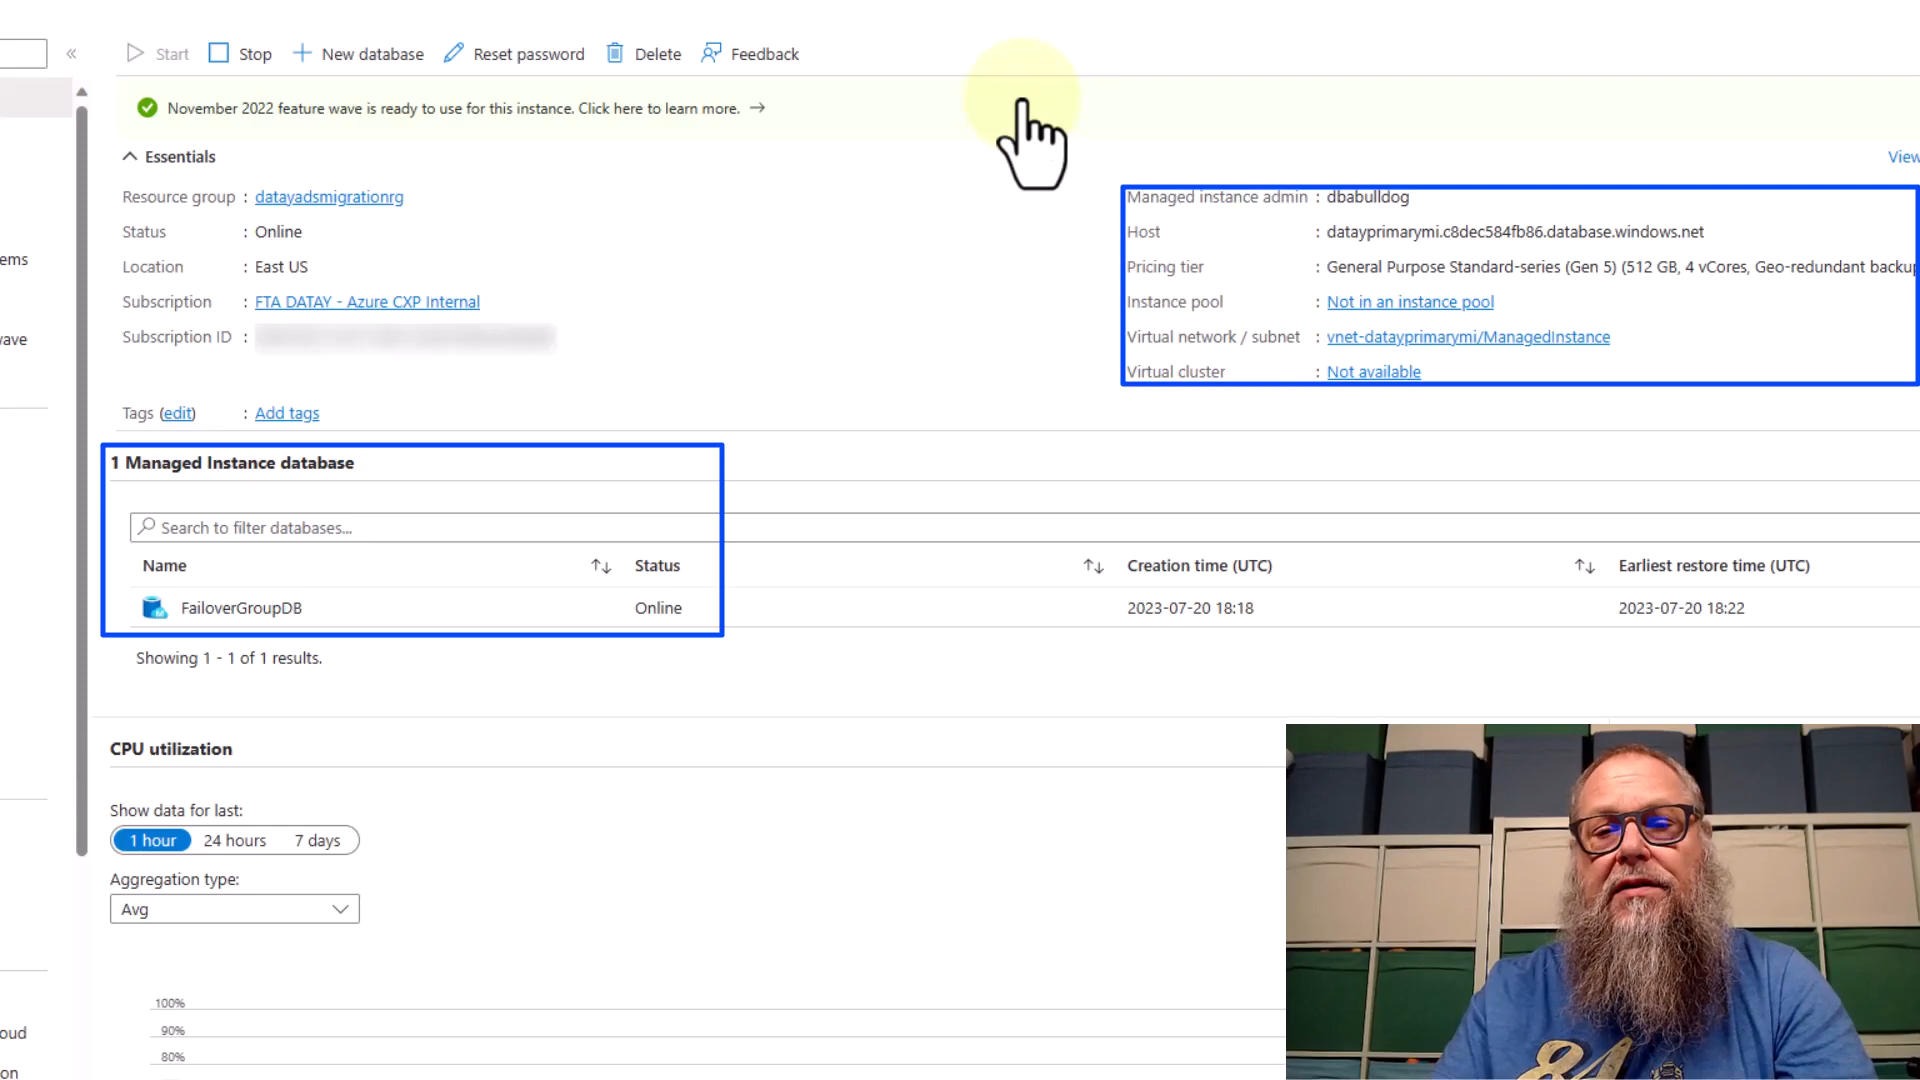 Start Stop New database Reset password Delete Feedback
November 2022 feature wave is ready to use for this instance. Click here to learn more. →
Essentials
View
Resource group : datayadsmigrationrg
Status : Online
Location : East US
Subscription : FTA DATAY - Azure CXP Internal
Subscription ID :
Tags (edit) : Add tags
Managed instance admin : dbabulldog
Host : datayprimarymi.c8dec584fb86.database.windows.net
Pricing tier : General Purpose Standard-series (Gen 5) (512 GB, 4 vCores, Geo-redundant backup
Instance pool : Not in an instance pool
Virtual network / subnet : vnet-datayprimarymi/ManagedInstance
Virtual cluster : Not available
ems
ave
oud
on
1 Managed Instance database
Search to filter databases...
Name Status Creation time (UTC) Earliest restore time (UTC)
FailoverGroupDB Online 2023-07-20 18:18 2023-07-20 18:22
Showing 1 - 1 of 1 results.
CPU utilization
Show data for last:
1 hour 24 hours 7 days
Aggregation type:
Avg
100%
90%
80%
84